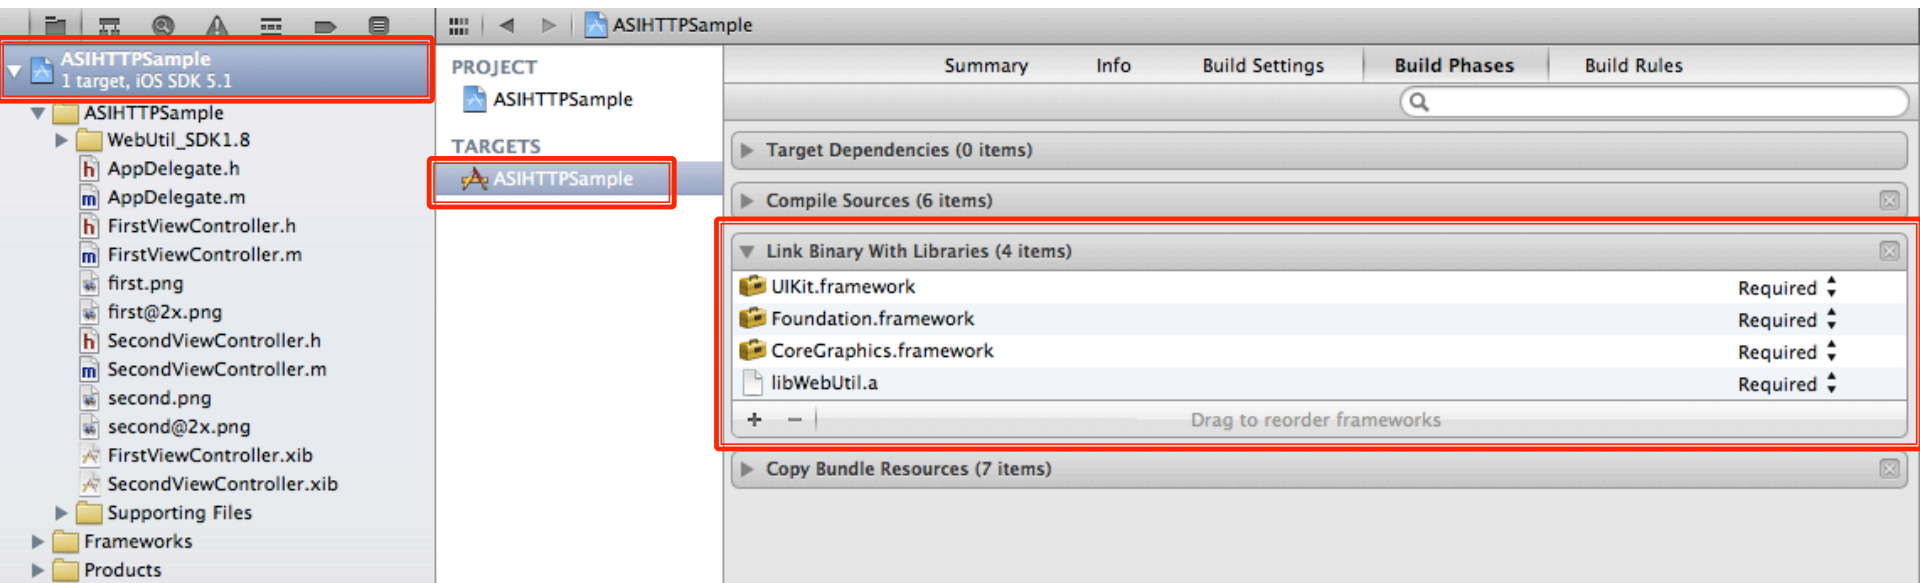 ASIHTTPSample
ASIHTTPSample
1 target, iOS SDK 5.1
ASIHTTPSample
WebUtil_SDK1.8
AppDelegate.h
AppDelegate.m
FirstViewController.h
FirstViewController.m
first.png
first@2x.png
SecondViewController.h
SecondViewController.m
second.png
second@2x.png
FirstViewController.xib
SecondViewController.xib
Supporting Files
Frameworks
Products
PROJECT
ASIHTTPSample
TARGETS
ASIHTTPSample
Summary Info Build Settings Build Phases Build Rules
Target Dependencies (0 items)
Compile Sources (6 items)
Link Binary With Libraries (4 items)
UIKit.framework Required
Foundation.framework Required
CoreGraphics.framework Required
libWebUtil.a Required
Drag to reorder frameworks
Copy Bundle Resources (7 items)